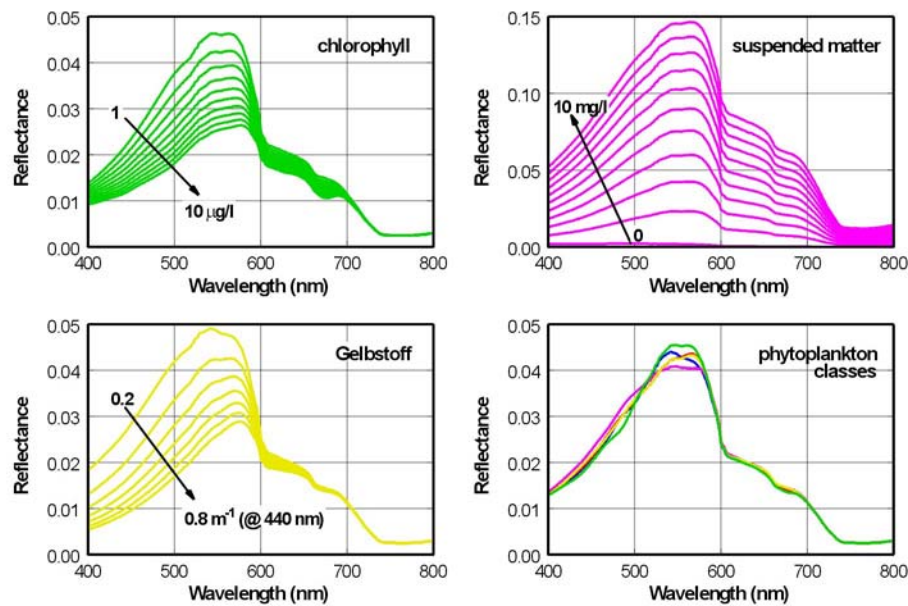 0.05
0.04
0.03
0.02
0.01
0.00
Reflectance
chlorophyll
1
10 μg/l
400 500 600 700 800
Wavelength (nm)
0.15
0.10
0.05
0.00
Reflectance
suspended matter
10 mg/l
0
400 500 600 700 800
Wavelength (nm)
0.05
0.04
0.03
0.02
0.01
0.00
Reflectance
Gelbstoff
0.2
0.8 m⁻¹ (@ 440 nm)
400 500 600 700 800
Wavelength (nm)
0.05
0.04
0.03
0.02
0.01
0.00
Reflectance
phytoplankton
classes
400 500 600 700 800
Wavelength (nm)